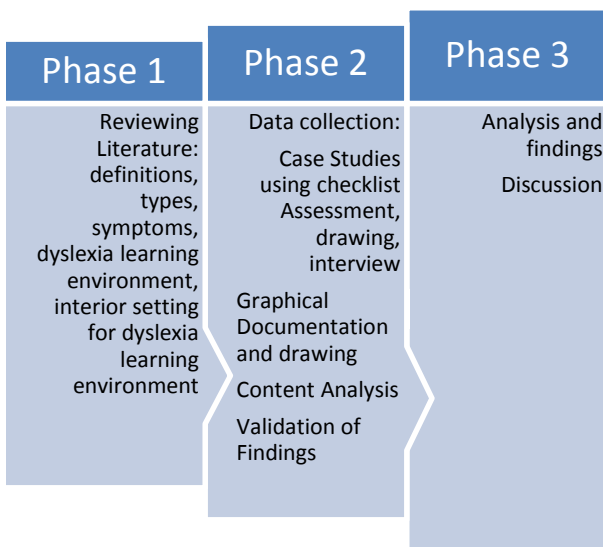 Phase 1
Reviewing
Literature:
definitions,
types,
symptoms,
dyslexia learning
environment,
interior setting
for dyslexia
learning
environment
Phase 2
Data collection:
Case Studies
using checklist
Assessment,
drawing,
interview
Graphical
Documentation
and drawing
Content Analysis
Validation of
Findings
Phase 3
Analysis and
findings
Discussion